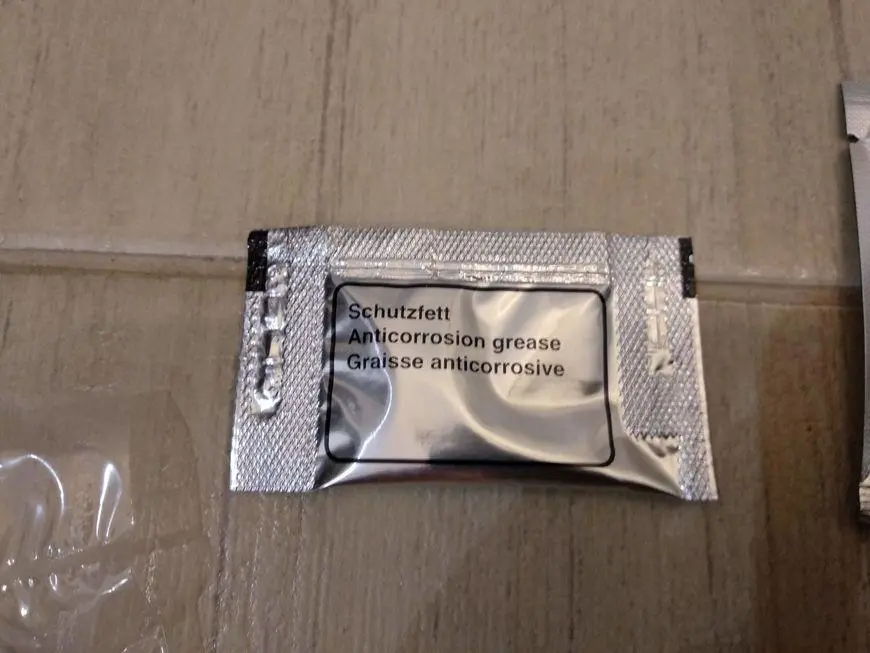 Schutzfett
Anticorrosion grease
Graisse anticorrosive